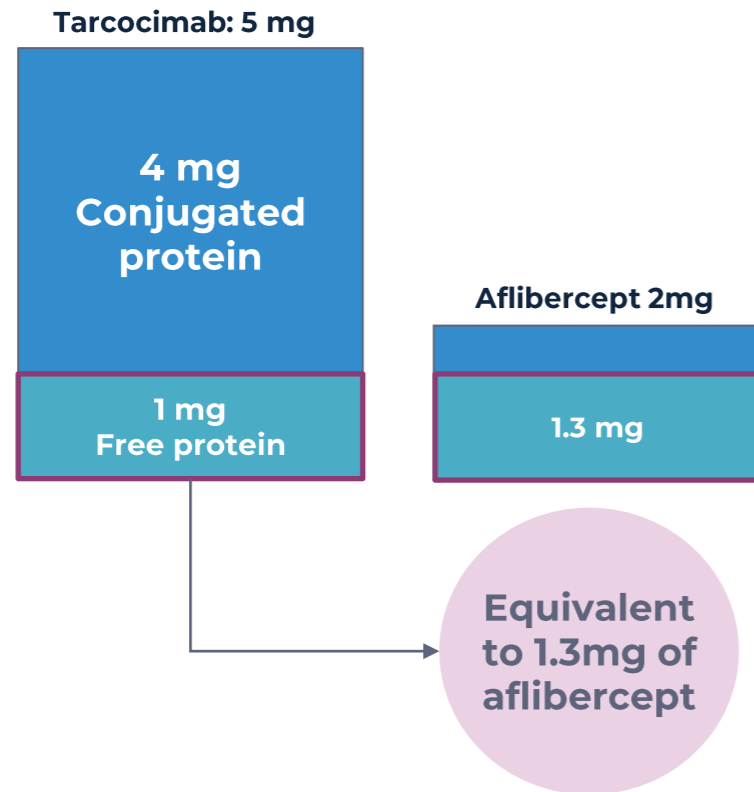 Tarcocimab: 5 mg
4 mg
Conjugated
protein
1 mg
Free protein
Aflibercept 2mg
1.3 mg
Equivalent
to 1.3mg of
aflibercept